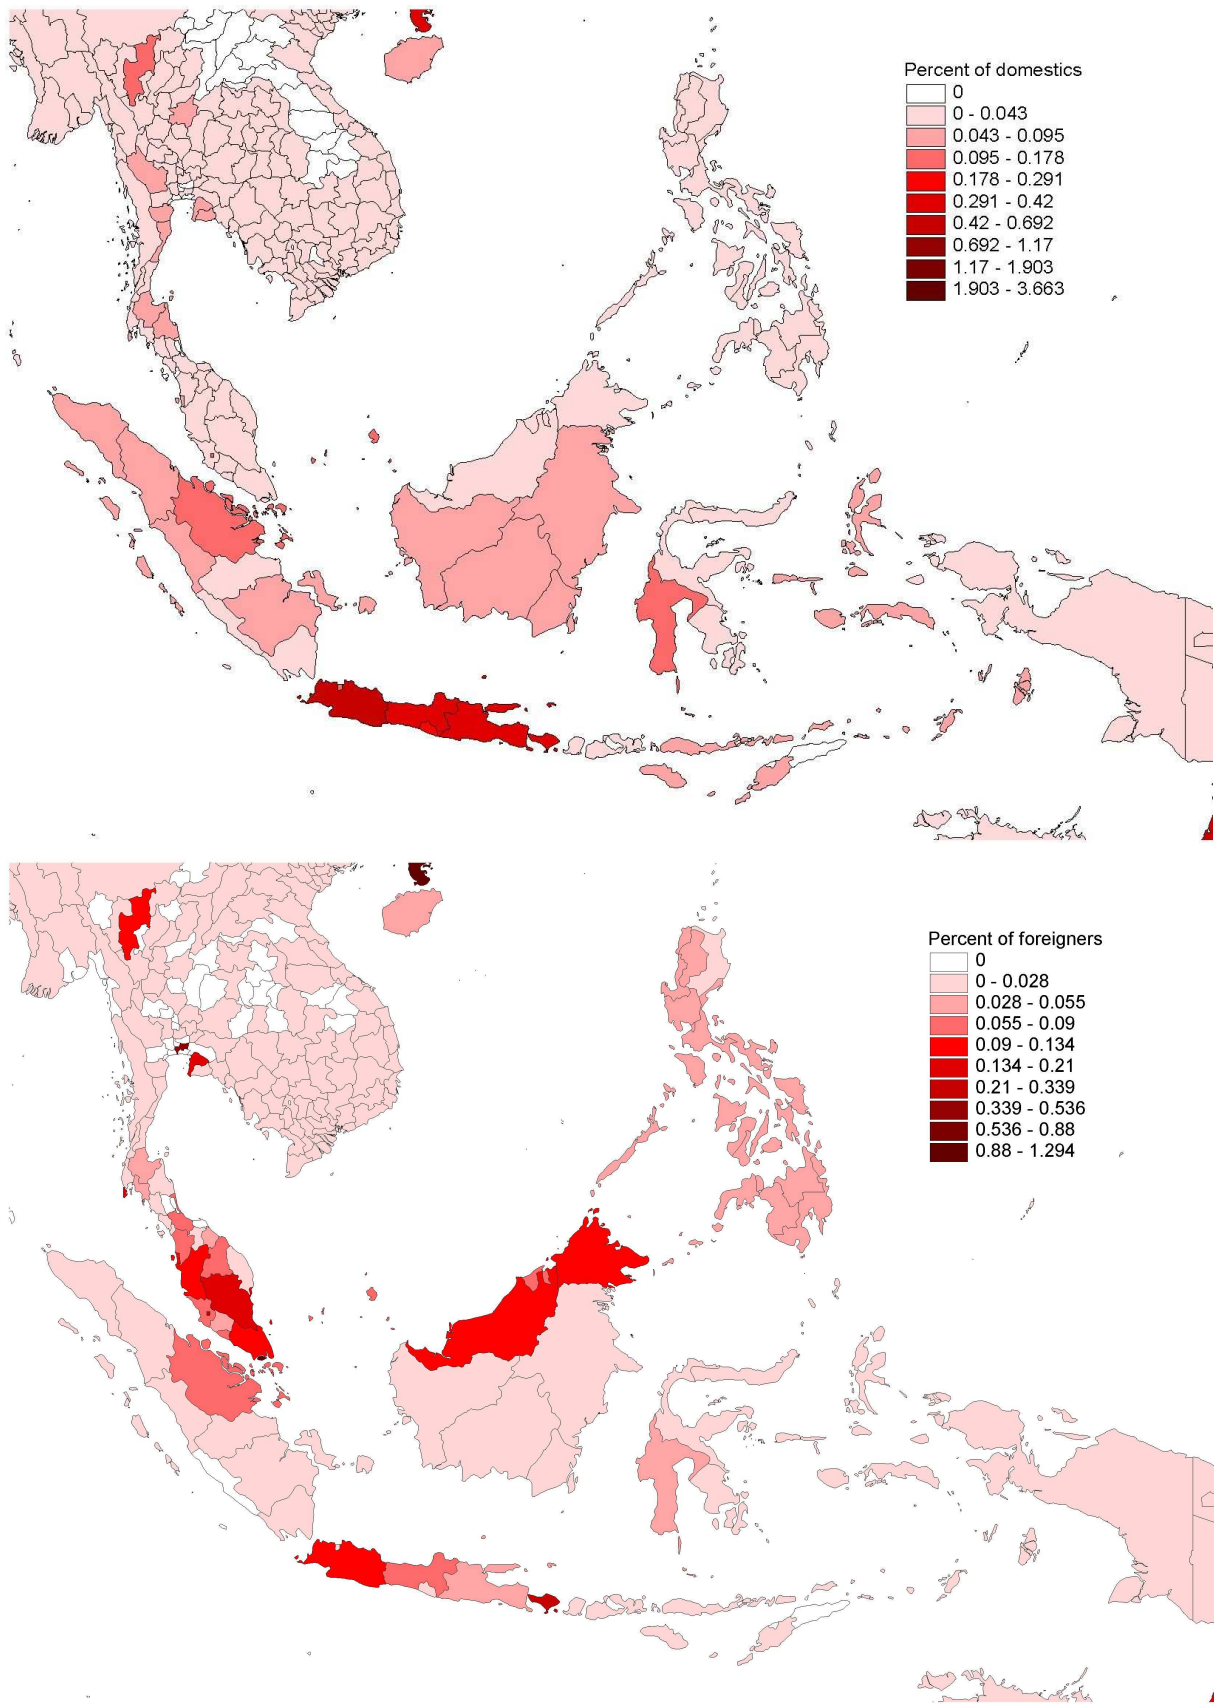 Percent of domestics
0
0 - 0.043
0.043 - 0.095
0.095 - 0.178
0.178 - 0.291
0.291 - 0.42
0.42 - 0.692
0.692 - 1.17
1.17 - 1.903
1.903 - 3.663
Percent of foreigners
0
0 - 0.028
0.028 - 0.055
0.055 - 0.09
0.09 - 0.134
0.134 - 0.21
0.21 - 0.339
0.339 - 0.536
0.536 - 0.88
0.88 - 1.294